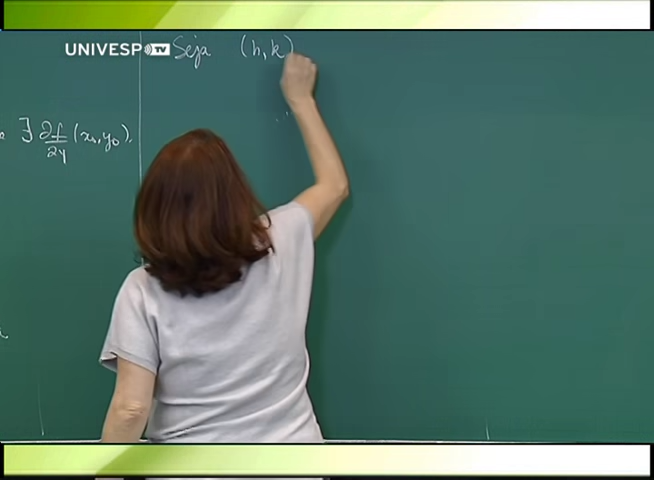 UNIVESP TV
Seja (h, k)
∃ ∂f/∂y (x₀, y₀).